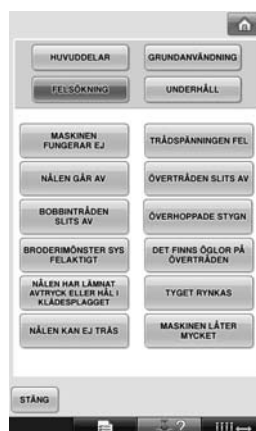 HUVUDDELAR
GRUNDANVÄNDNING
FELSÖKNING
UNDERHÅLL
MASKINEN
FUNGERAR EJ
TRÅDSPÄNNINGEN FEL
NÅLEN GÅR AV
ÖVERTRÅDEN SLITS AV
BOBBINTRÅDEN
SLITS AV
ÖVERHOPPADE STYGN
BRODERIMÖNSTER SYS
FELAKTIGT
DET FINNS ÖGLOR PÅ
ÖVERTRÅDEN
NÅLEN HAR LÄMNAT
AVTRYCK ELLER HÅL I
KLÄDESPLAGGET
TYGET RYNKAS
NÅLEN KAN EJ TRÄS
MASKINEN LÅTER
MYCKET
STÄNG
?